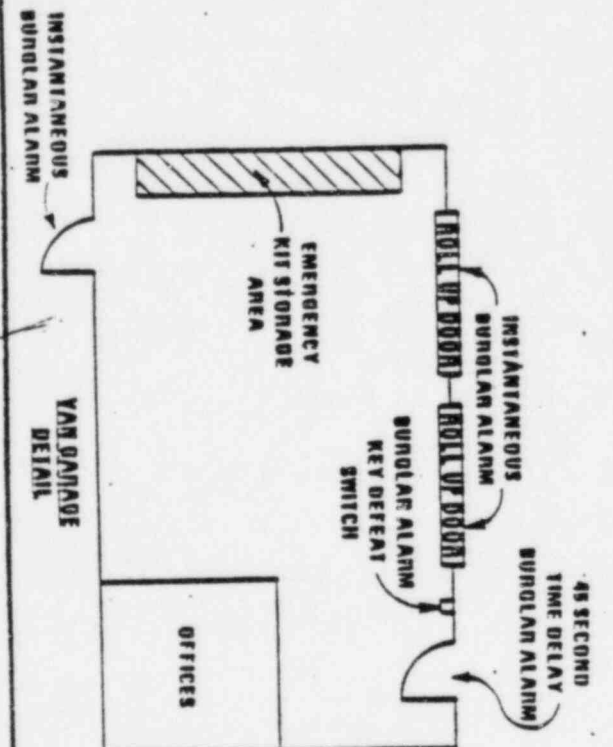 INSTANTANEOUS
BURGLAR ALARM
EMERGENCY
KIT STORAGE
AREA
ROLL UP DOOR
ROLL UP DOOR
INSTANTANEOUS
BURGLAR ALARM
BURGLAR ALARM
KEY DEFEAT
SWITCH
45 SECOND
TIME DELAY
BURGLAR ALARM
VAN GARAGE
DETAIL
OFFICES